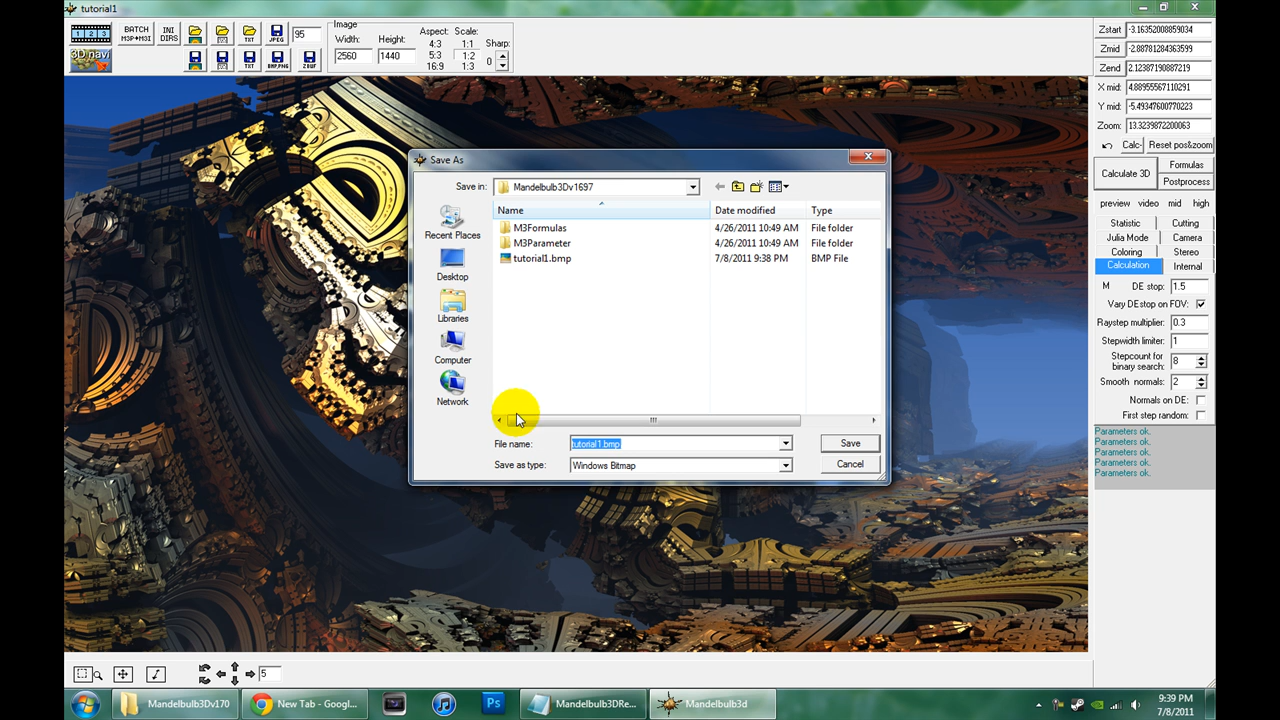 tutorial1
1 2 3
BATCH
M3P->M3I
INI
DIRS
TXT
JPEG
95
3D navi
TXT
BMP,PNG
ZBUF
Image
Width:
2560
Height:
1440
Aspect:
4:3
5:3
16:9
Scale:
1:1
1:2
1:3
Sharp:
0
Zstart -3.16352008859034
Zmid -2.88781284363599
Zend 2.12387190887219
X mid: 4.88955567110291
Y mid: -5.49347600770223
Zoom: 13.3239872200063
Calc- Reset pos&zoom
Calculate 3D
Formulas
Postprocess
preview video mid high
Statistic Cutting
Julia Mode Camera
Coloring Stereo
Calculation Internal
M DE stop: 1.5
Vary DEstop on FOV:
Raystep multiplier: 0.3
Stepwidth limiter: 1
Stepcount for
binary search: 8
Smooth normals: 2
Normals on DE:
First step random:
Parameters ok.
Parameters ok.
Parameters ok.
Parameters ok.
Parameters ok.
Save As
Save in: Mandelbulb3Dv1697
Name Date modified Type
M3Formulas 4/26/2011 10:49 AM File folder
M3Parameter 4/26/2011 10:49 AM File folder
tutorial1.bmp 7/8/2011 9:38 PM BMP File
Recent Places
Desktop
Libraries
Computer
Network
File name: tutorial1.bmp Save
Save as type: Windows Bitmap Cancel
5
Mandelbulb3Dv170
New Tab - Googl...
Ps
Mandelbulb3DRe...
Mandelbulb3d
9:39 PM
7/8/2011